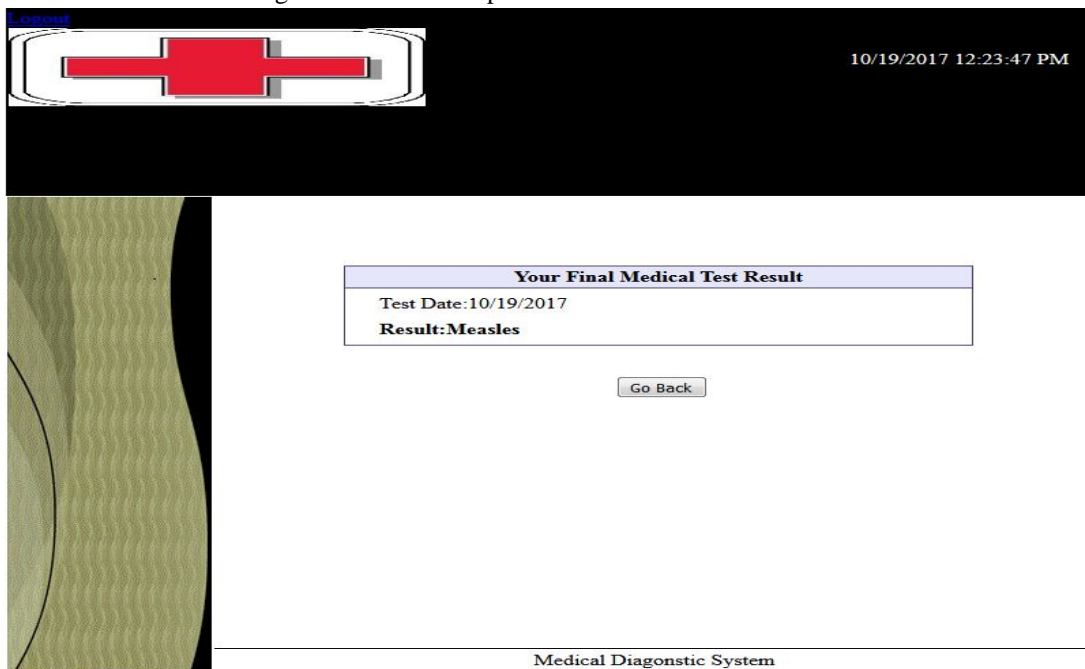 Logout
10/19/2017 12:23:47 PM
Your Final Medical Test Result
Test Date:10/19/2017
Result:Measles
Go Back
Medical Diagonstic System